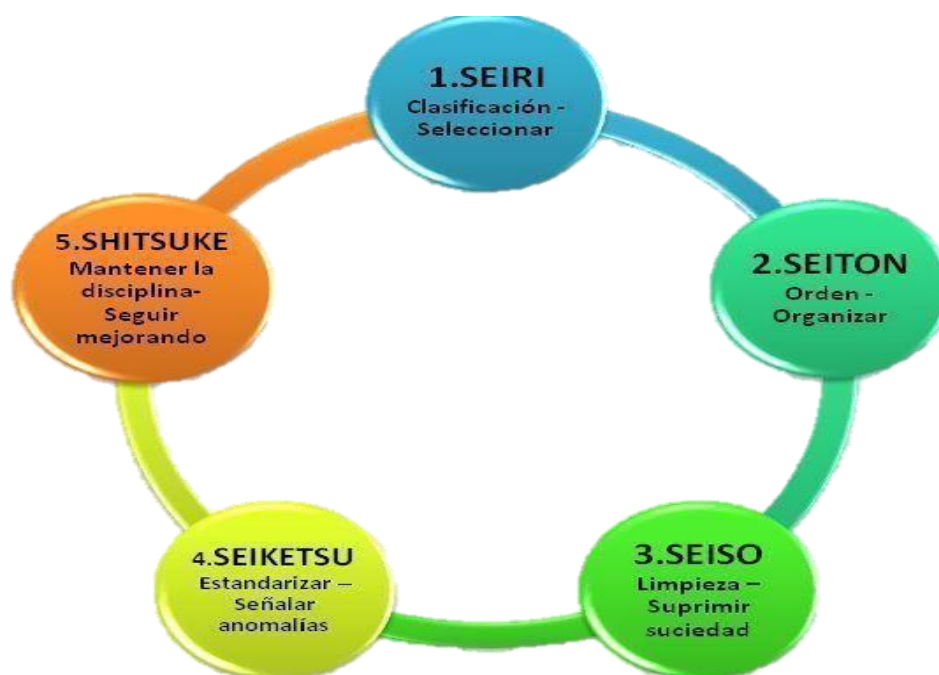 1.SEIRI
Clasificación -
Seleccionar
2.SEITON
Orden -
Organizar
3.SEISO
Limpieza –
Suprimir
suciedad
4.SEIKETSU
Estandarizar –
Señalar
anomalías
5.SHITSUKE
Mantener la
disciplina-
Seguir
mejorando